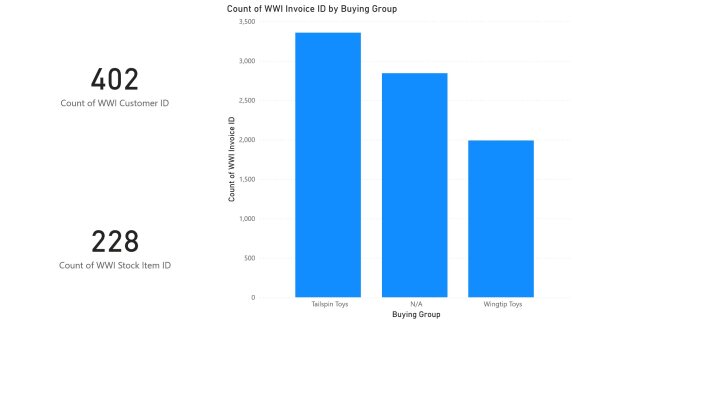 402
Count of WWI Customer ID
228
Count of WWI Stock Item ID
Count of WWI Invoice ID by Buying Group
Count of WWI Invoice ID
3,500
3,000
2,500
2,000
1,500
1,000
500
0
Tailspin Toys N/A Wingtip Toys
Buying Group